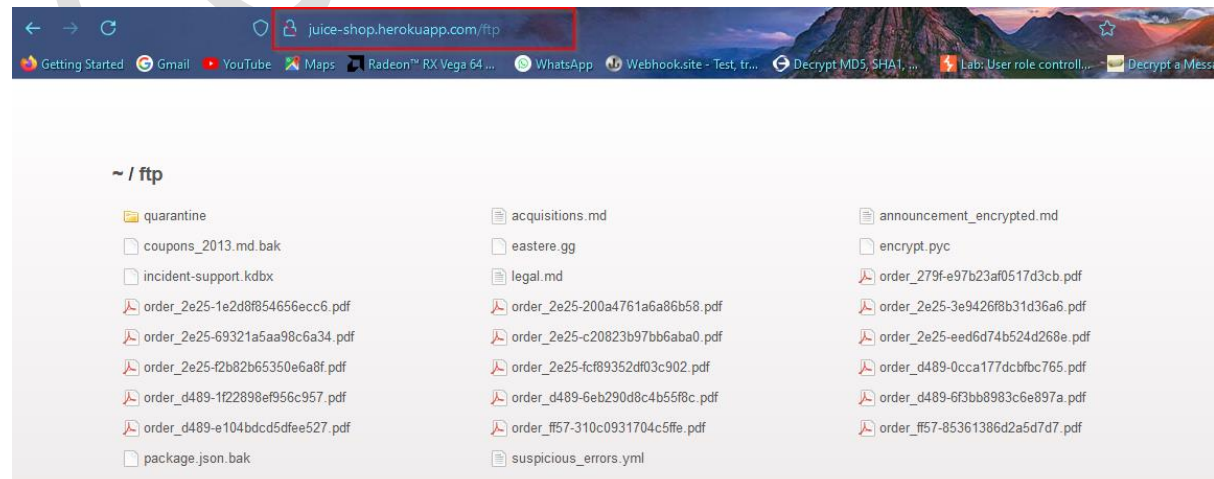 juice-shop.herokuapp.com/ftp
Getting Started Gmail YouTube Maps Radeon™ RX Vega 64 ... WhatsApp Webhook.site - Test, tr... Decrypt MD5, SHA1, ... Lab: User role controll... Decrypt a Mess
~ / ftp
quarantine acquisitions.md announcement_encrypted.md
coupons_2013.md.bak eastere.gg encrypt.pyc
incident-support.kdbx legal.md order_279f-e97b23af0517d3cb.pdf
order_2e25-1e2d8f854656ecc6.pdf order_2e25-200a4761a6a86b58.pdf order_2e25-3e9426f8b31d36a6.pdf
order_2e25-69321a5aa98c6a34.pdf order_2e25-c20823b97bb6aba0.pdf order_2e25-eed6d74b524d268e.pdf
order_2e25-f2b82b65350e6a8f.pdf order_2e25-fcf89352df03c902.pdf order_d489-0cca177dcbfbc765.pdf
order_d489-1f22898ef956c957.pdf order_d489-6eb290d8c4b55f8c.pdf order_d489-6f3bb8983c6e897a.pdf
order_d489-e104bdcd5dfee527.pdf order_ff57-310c0931704c5ffe.pdf order_ff57-85361386d2a5d7d7.pdf
package.json.bak suspicious_errors.yml